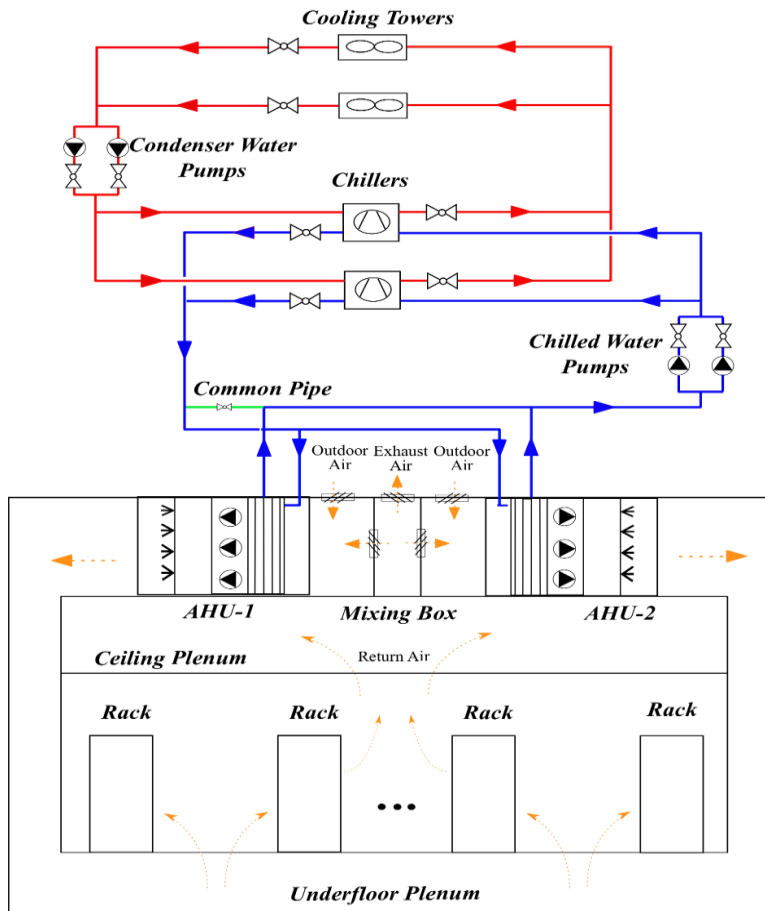 Cooling Towers
Condenser Water
Pumps
Chillers
Chilled Water
Pumps
Common Pipe
Outdoor
Air
Exhaust
Air
Outdoor
Air
AHU-1
Mixing Box
AHU-2
Ceiling Plenum
Return Air
Rack
Rack
Rack
Rack
Underfloor Plenum